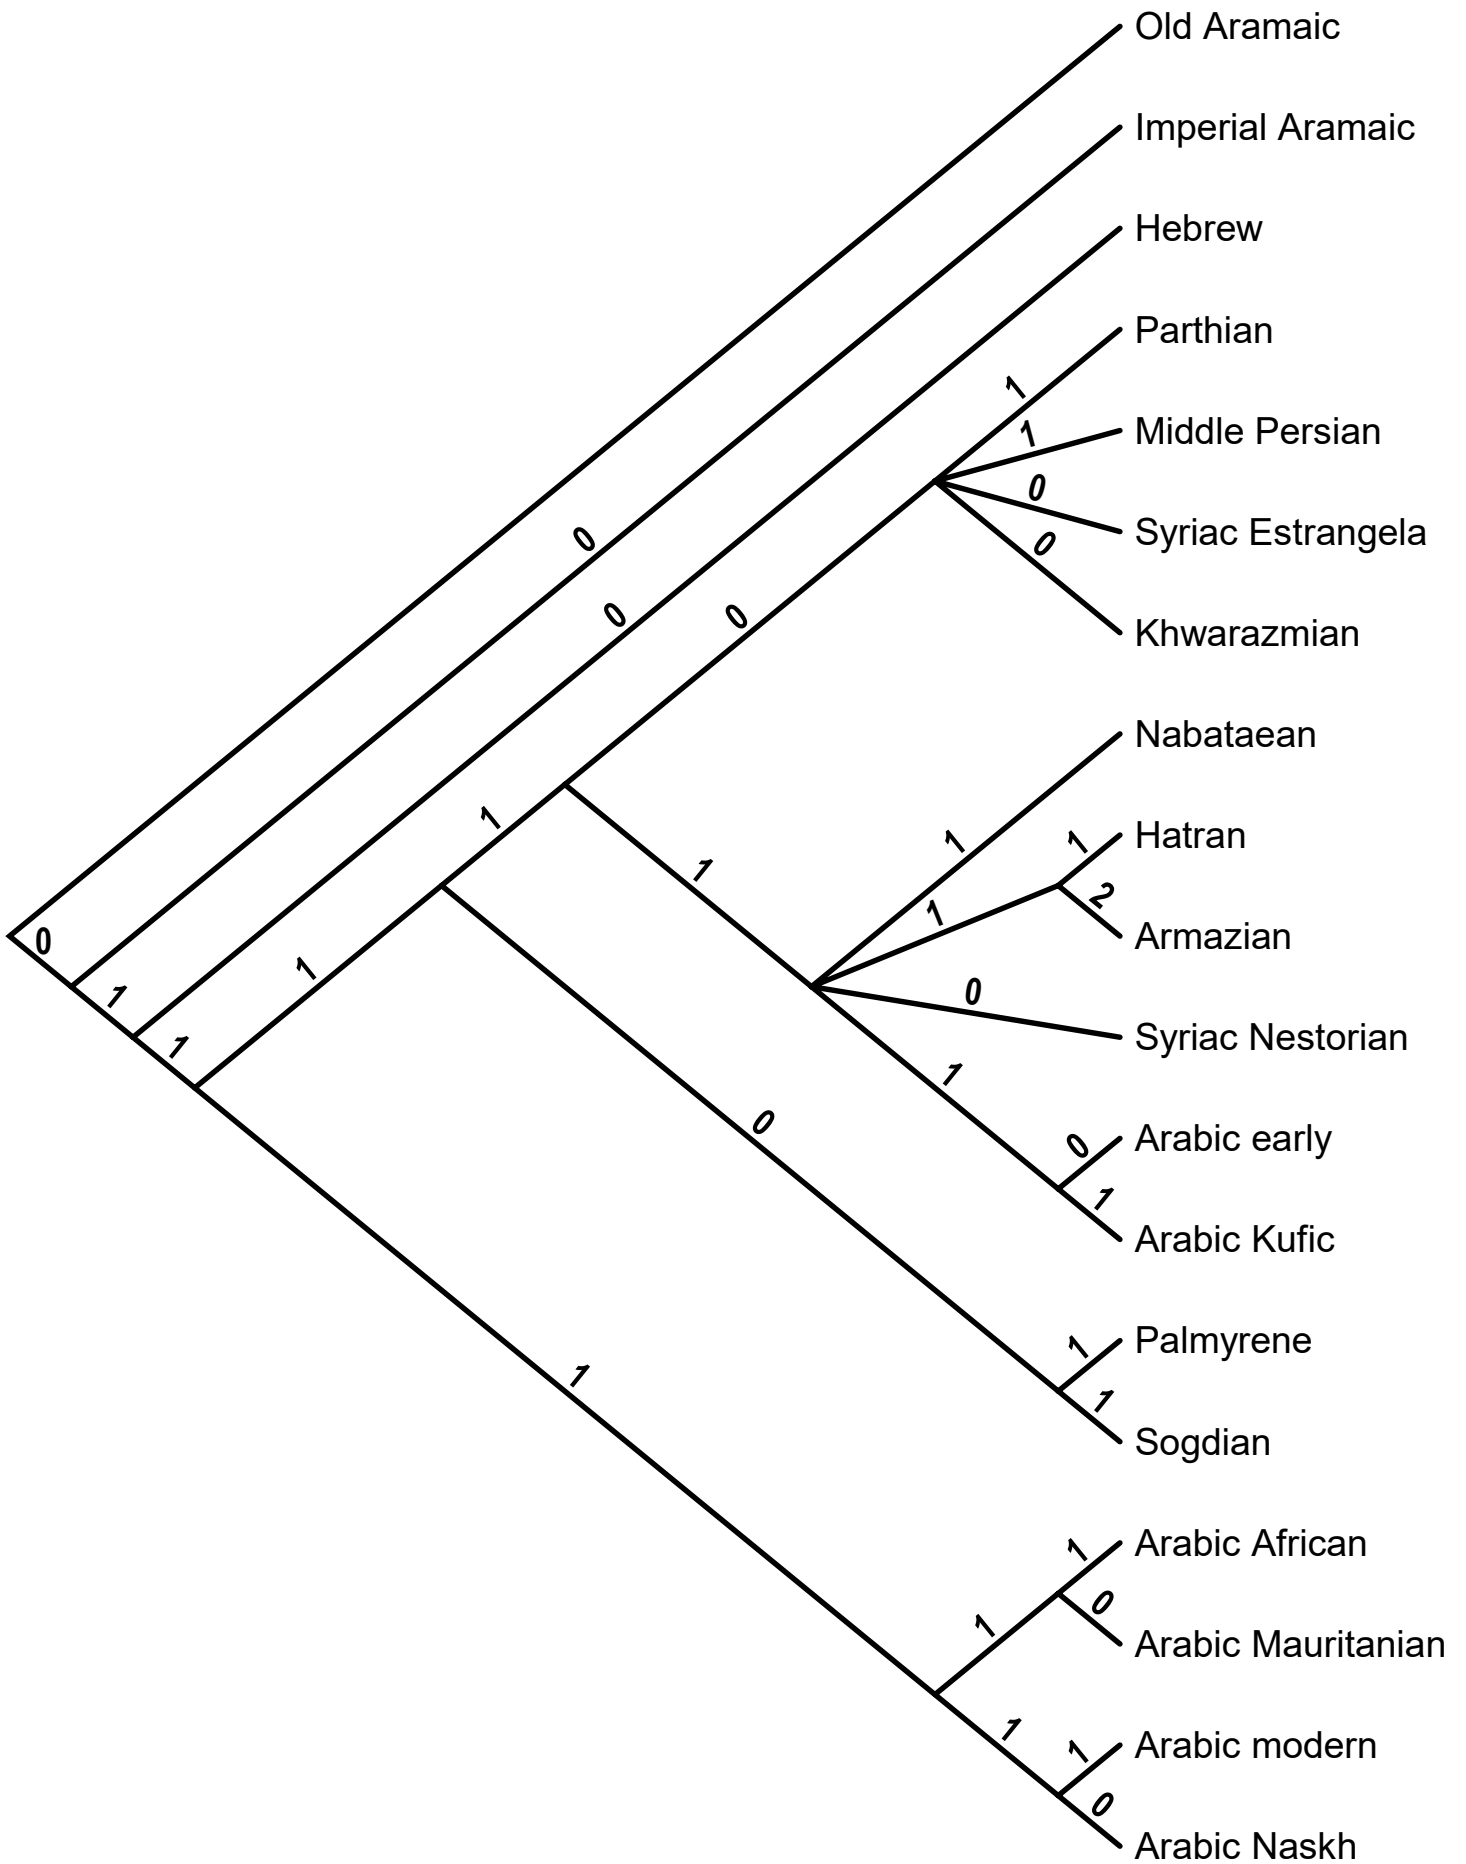 Old Aramaic
Imperial Aramaic
Hebrew
Parthian
1
Middle Persian
1
0
Syriac Estrangela
0
0
Khwarazmian
0
0
Nabataean
1
Hatran
1
1
1
2
1
Armazian
0
1
0
1
Syriac Nestorian
1
1
1
0
Arabic early
0
1
Arabic Kufic
Palmyrene
1
1
1
Sogdian
Arabic African
1
0
1
Arabic Mauritanian
1
Arabic modern
1
0
Arabic Naskh